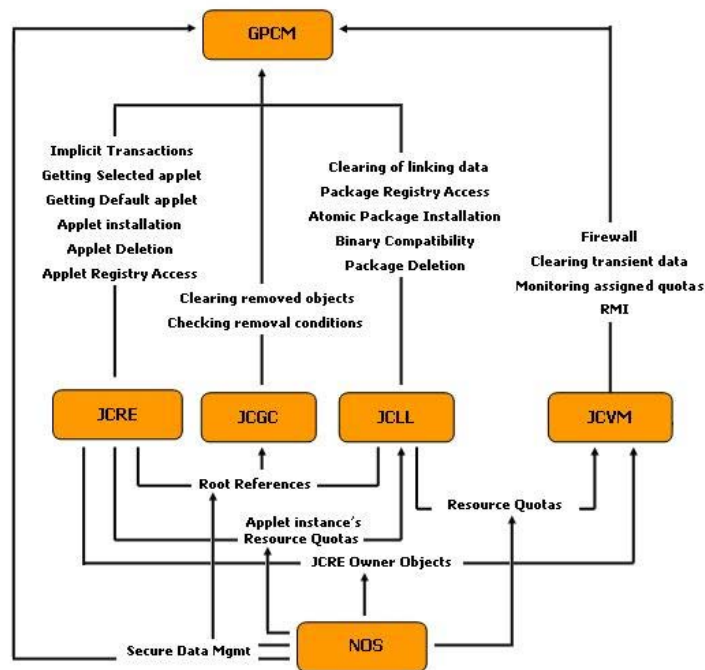 GPCM
Implicit Transactions
Getting Selected applet
Getting Default applet
Applet installation
Applet Deletion
Applet Registry Access
Clearing removed objects
Checking removal conditions
Clearing of linking data
Package Registry Access
Atomic Package Installation
Binary Compatibility
Package Deletion
Firewall
Clearing transient data
Monitoring assigned quotas
RMI
JCRE
JCGC
JCLL
JCVM
Root References
Applet instance's
Resource Quotas
Resource Quotas
JCRE Owner Objects
Secure Data Mgmt
NOS